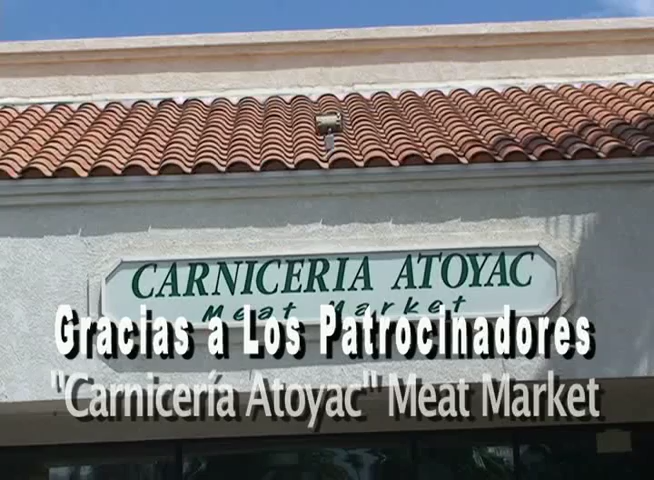 CARNICERIA ATOYAC
Meat Market
Gracias a Los Patrocinadores
"Carnicería Atoyac" Meat Market